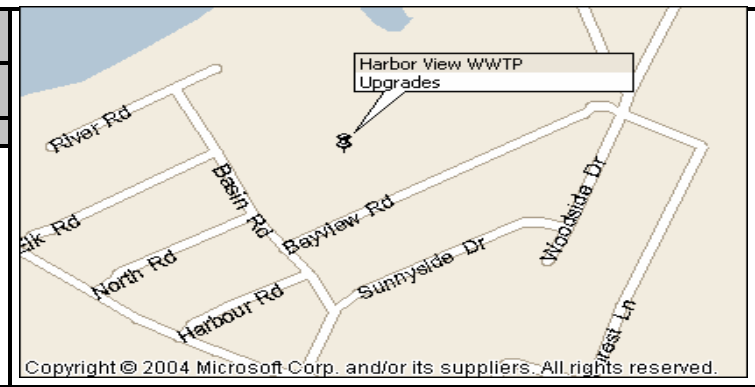 Harbor View WWTP
Upgrades
River Rd
Basin Rd
Elk Rd
North Rd
Bayview Rd
Woodside Dr
Sunnyside Dr
Harbour Rd
Ln
Copyright © 2004 Microsoft Corp. and/or its suppliers. All rights reserved.